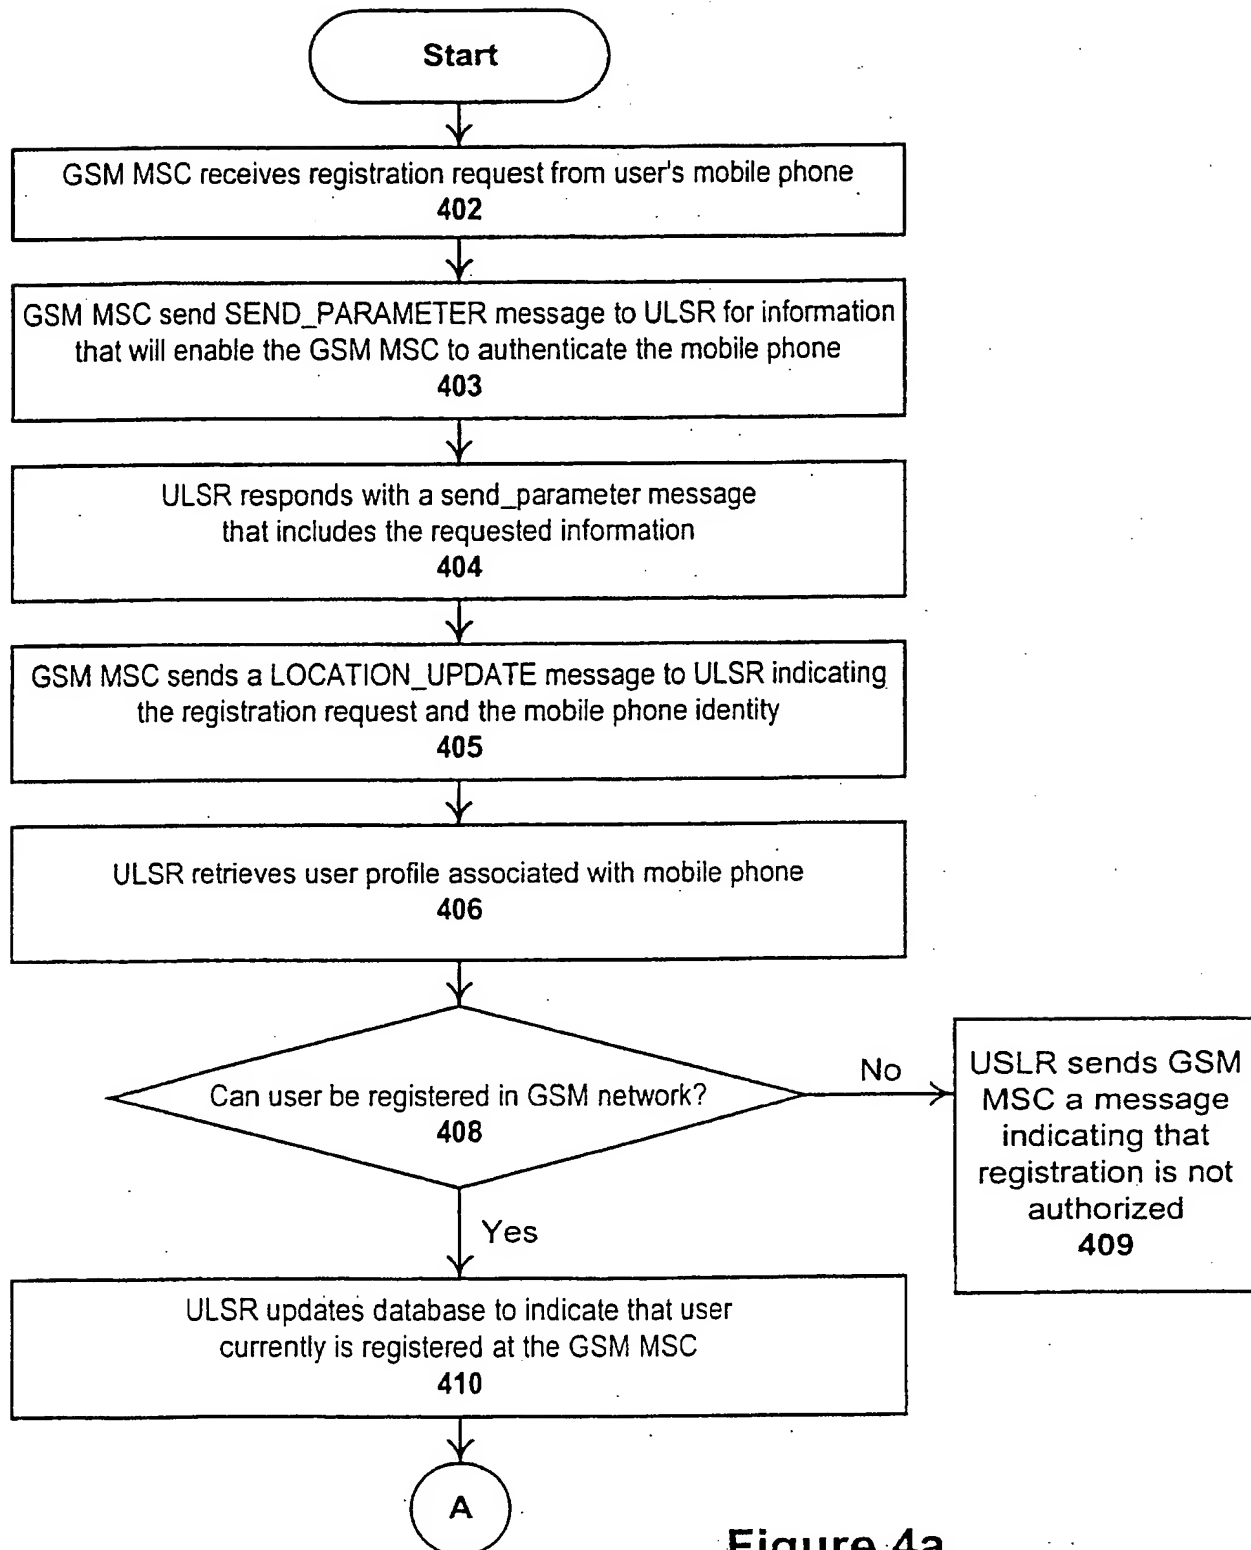 Start
GSM MSC receives registration request from user's mobile phone
402
GSM MSC send SEND_PARAMETER message to ULSR for information
that will enable the GSM MSC to authenticate the mobile phone
403
ULSR responds with a send_parameter message
that includes the requested information
404
GSM MSC sends a LOCATION_UPDATE message to ULSR indicating
the registration request and the mobile phone identity
405
ULSR retrieves user profile associated with mobile phone
406
Can user be registered in GSM network?
408
No
USLR sends GSM
MSC a message
indicating that
registration is not
authorized
409
Yes
ULSR updates database to indicate that user
currently is registered at the GSM MSC
410
A
Figure 4a